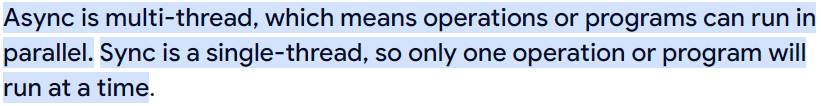 Async is multi-thread, which means operations or programs can run in
parallel. Sync is a single-thread, so only one operation or program will
run at a time.